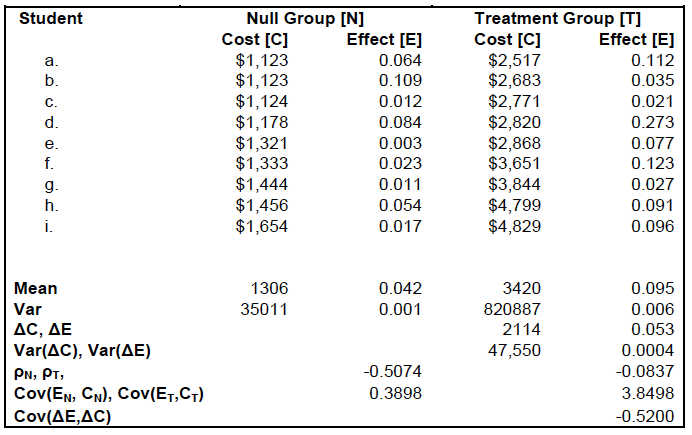 Student Null Group [N] Treatment Group [T]
Cost [C] Effect [E] Cost [C] Effect [E]
a. $1,123 0.064 $2,517 0.112
b. $1,123 0.109 $2,683 0.035
c. $1,124 0.012 $2,771 0.021
d. $1,178 0.084 $2,820 0.273
e. $1,321 0.003 $2,868 0.077
f. $1,333 0.023 $3,651 0.123
g. $1,444 0.011 $3,844 0.027
h. $1,456 0.054 $4,799 0.091
i. $1,654 0.017 $4,829 0.096
Mean 1306 0.042 3420 0.095
Var 35011 0.001 820887 0.006
ΔC, ΔE 2114 0.053
Var(ΔC), Var(ΔE) 47,550 0.0004
ρN, ρT, -0.5074 -0.0837
Cov(EN, CN), Cov(ET,CT) 0.3898 3.8498
Cov(ΔE,ΔC) -0.5200